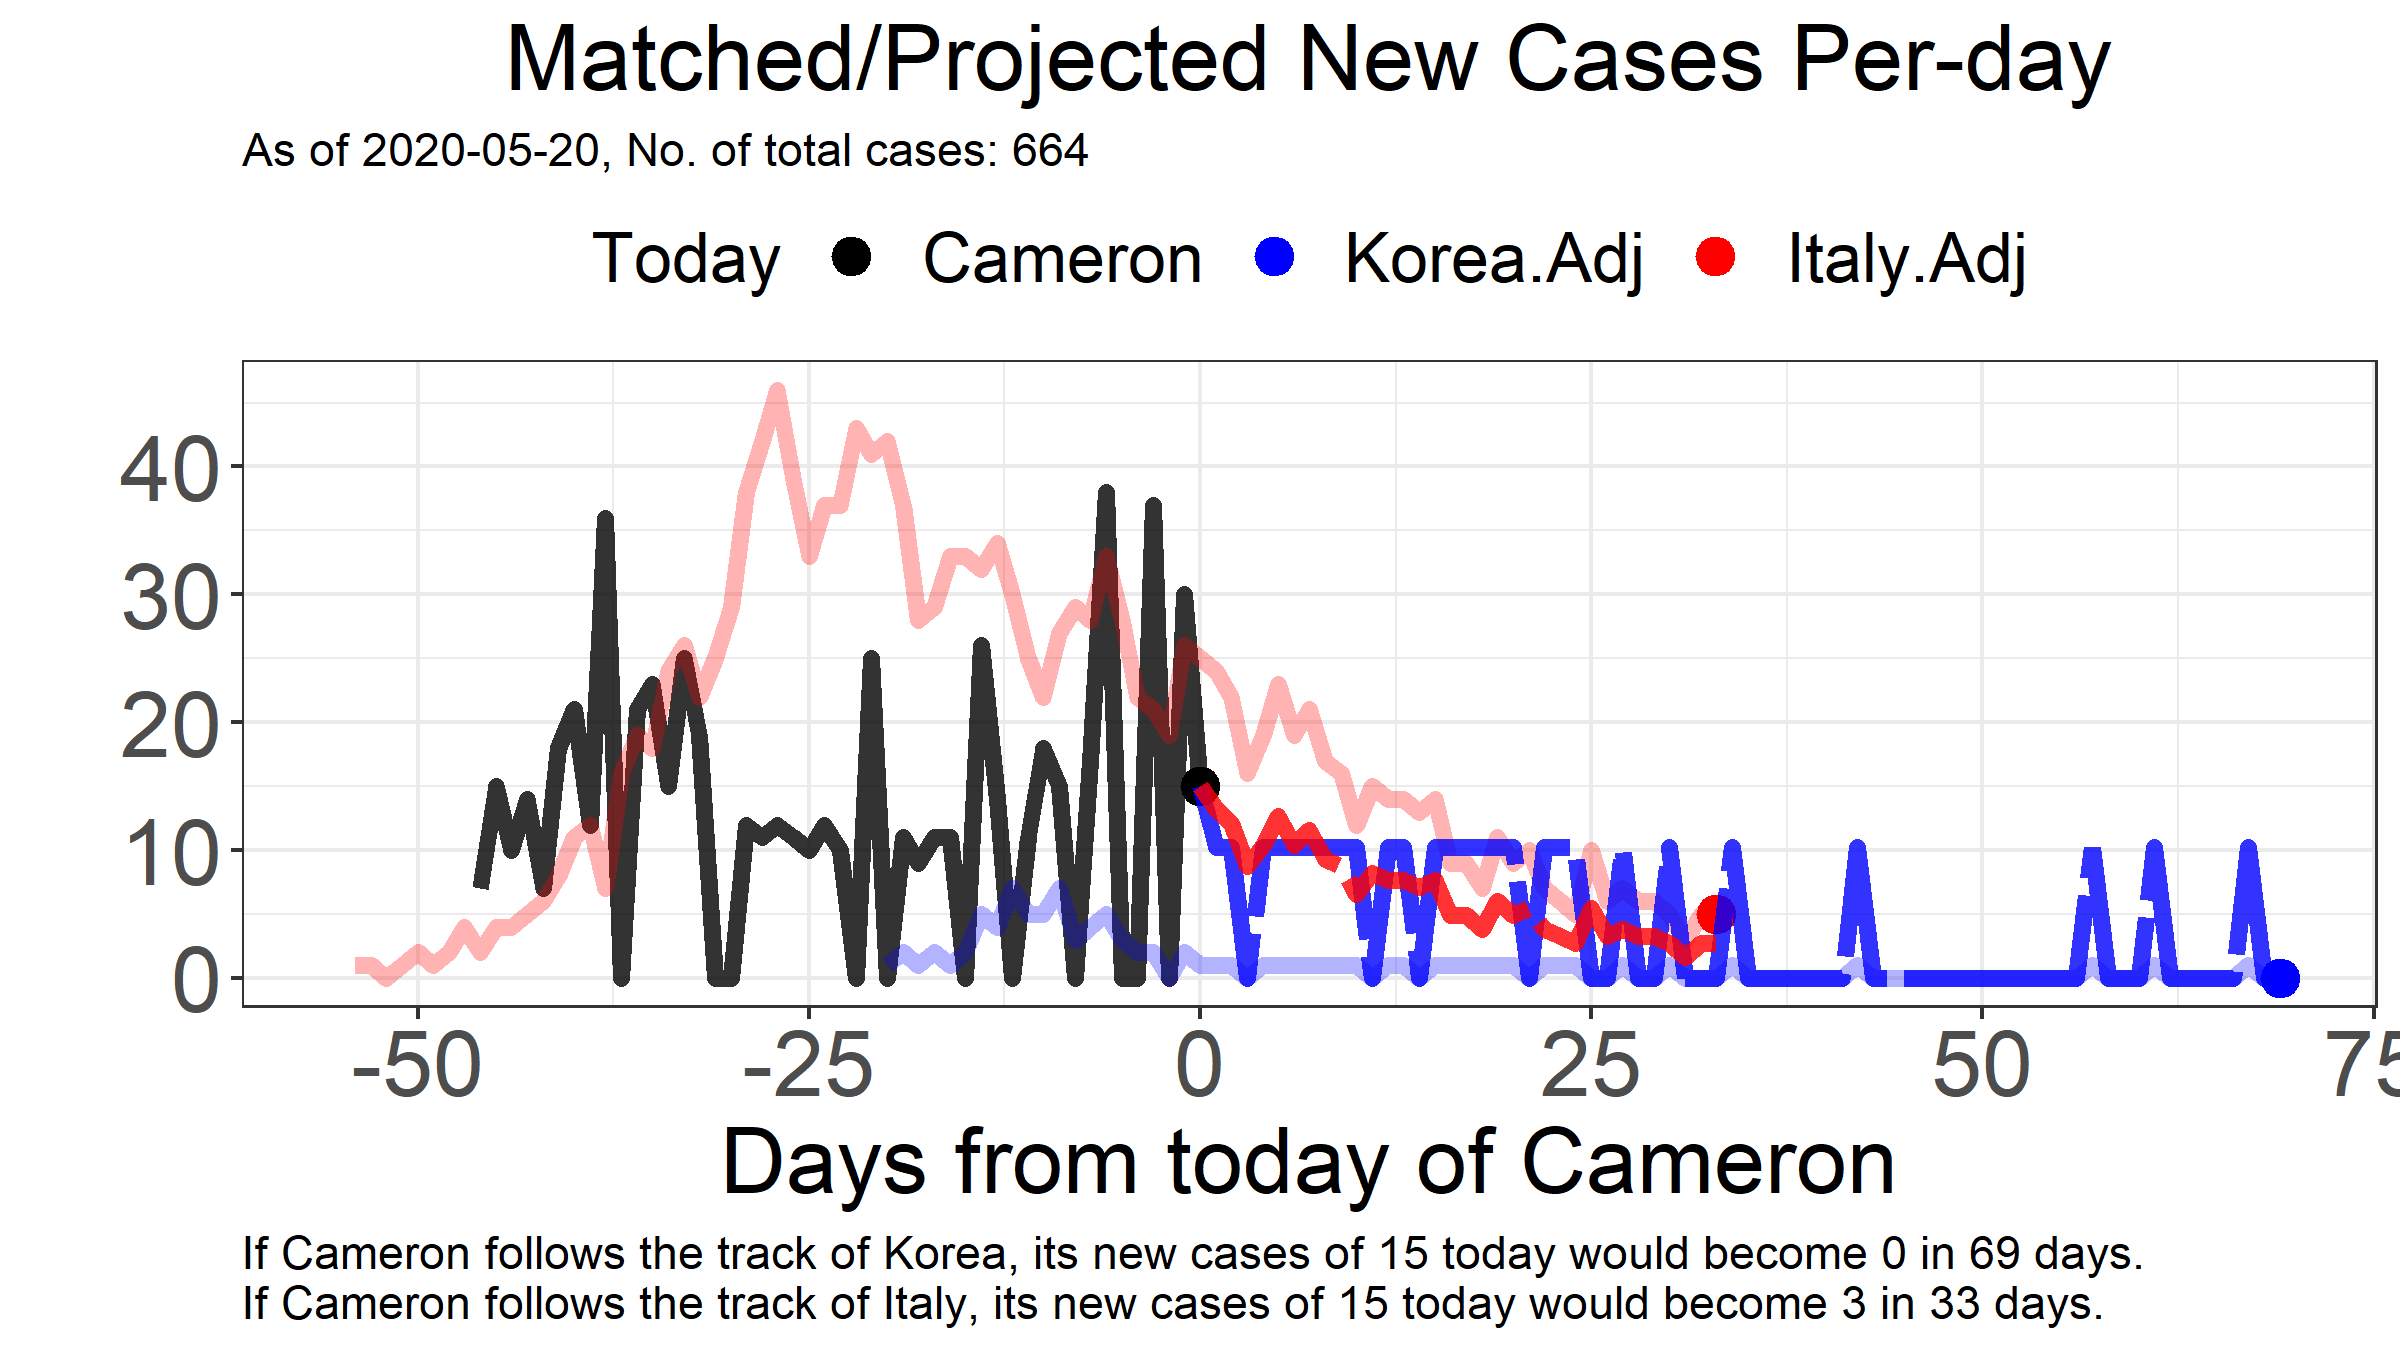 Matched/Projected New Cases Per-day
As of 2020-05-20, No. of total cases: 664
Today Cameron Korea.Adj Italy.Adj
40
30
20
10
0
-50 -25 0 25 50 75
Days from today of Cameron
If Cameron follows the track of Korea, its new cases of 15 today would become 0 in 69 days.
If Cameron follows the track of Italy, its new cases of 15 today would become 3 in 33 days.